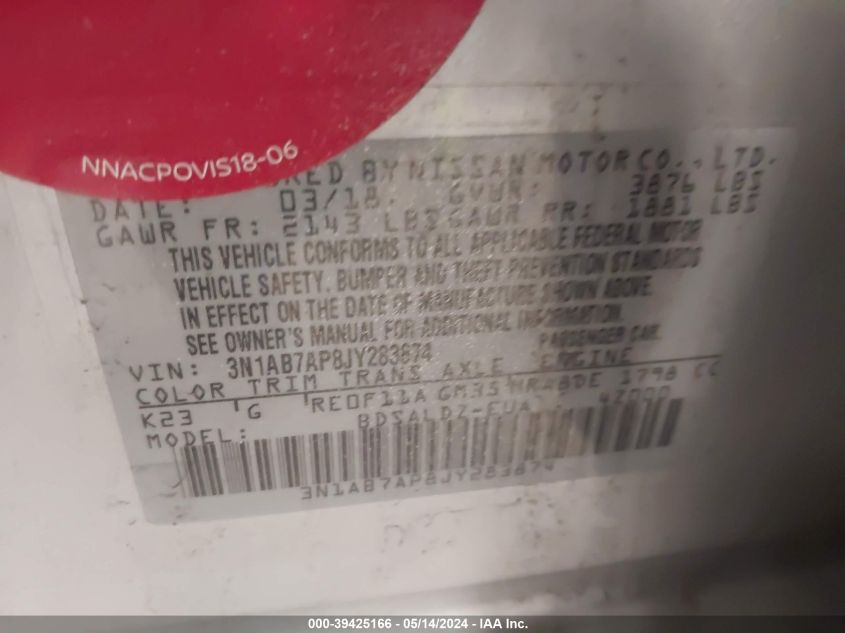 NNACPOVIS18-06
RED BY NISSAN MOTOR CO., LTD.
DATE: 03/18. GVWR: 3876 LBS
GAWR FR: 2143 LBS GAWR RR: 1881 LBS
THIS VEHICLE CONFORMS TO ALL APPLICABLE FEDERAL MOTOR
VEHICLE SAFETY, BUMPER AND THEFT PREVENTION STANDARDS
IN EFFECT ON THE DATE OF MANUFACTURE SHOWN ABOVE.
SEE OWNER'S MANUAL FOR ADDITIONAL INFORMATION.
VIN: 3N1AB7AP8JY283874 PASSENGER CAR
COLOR TRIM TRANS AXLE ENGINE
K23 G RE0F11A GM35 MRA8DE 1798 CC
MODEL: BDSALDZ-EUA
3N1AB7AP8JY283874
000-39425166 - 05/14/2024 - IAA Inc.